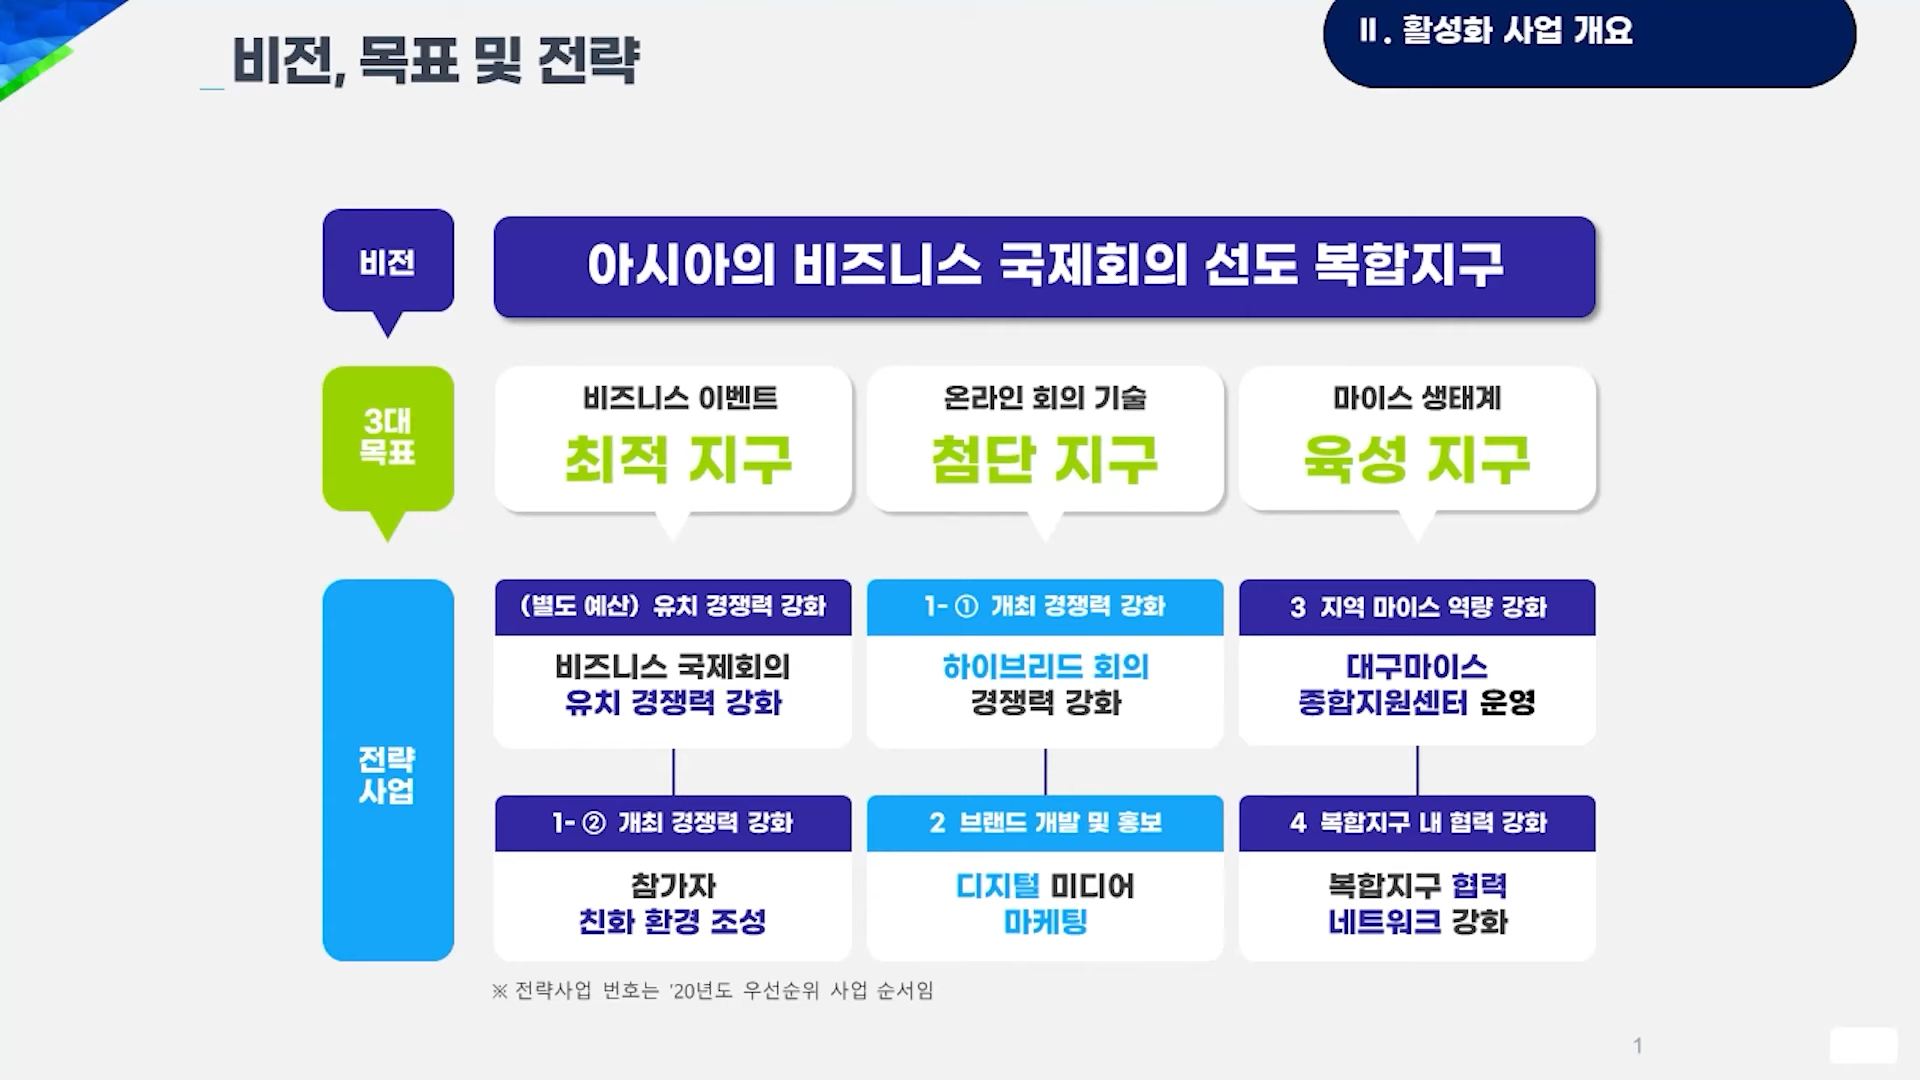 비전, 목표 및 전략
Ⅱ. 활성화 사업 개요
비전
아시아의 비즈니스 국제회의 선도 복합지구
3대
목표
비즈니스 이벤트
최적 지구
온라인 회의 기술
첨단 지구
마이스 생태계
육성 지구
전략
사업
(별도 예산) 유치 경쟁력 강화
비즈니스 국제회의
유치 경쟁력 강화
1-① 개최 경쟁력 강화
하이브리드 회의
경쟁력 강화
3 지역 마이스 역량 강화
대구마이스
종합지원센터 운영
1-② 개최 경쟁력 강화
참가자
친화 환경 조성
2 브랜드 개발 및 홍보
디지털 미디어
마케팅
4 복합지구 내 협력 강화
복합지구 협력
네트워크 강화
※ 전략사업 번호는 '20년도 우선순위 사업 순서임
1